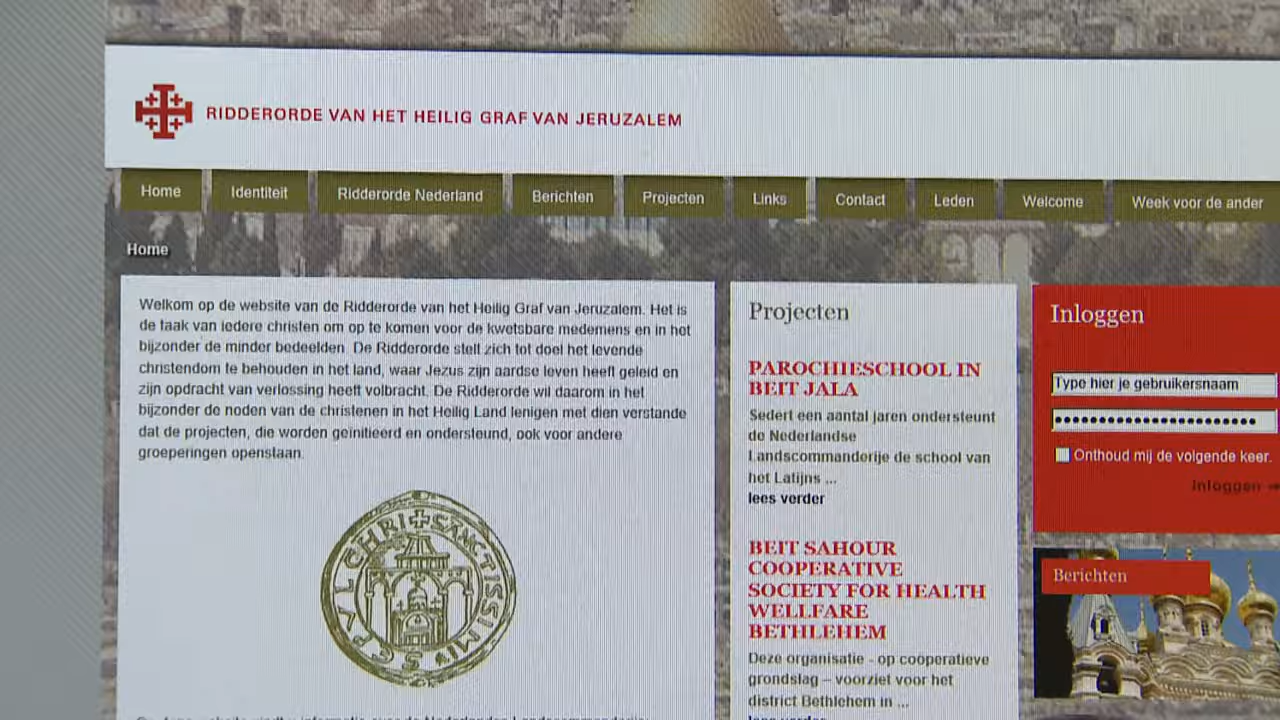 RIDDERORDE VAN HET HEILIG GRAF VAN JERUZALEM
Home
Identiteit
Ridderorde Nederland
Berichten
Projecten
Links
Contact
Leden
Welcome
Week voor de ander
Home
Welkom op de website van de Ridderorde van het Heilig Graf van Jeruzalem. Het is
de taak van iedere christen om op te komen voor de kwetsbare medemens en in het
bijzonder de minder bedeelden. De Ridderorde stelt zich tot doel het levende
christendom te behouden in het land, waar Jezus zijn aardse leven heeft geleid en
zijn opdracht van verlossing heeft volbracht. De Ridderorde wil daarom in het
bijzonder de noden van de christenen in het Heilig Land lenigen met dien verstande
dat de projecten, die worden geïnitieerd en ondersteund, ook voor andere
groeperingen openstaan.
Projecten
PAROCHIESCHOOL IN
BEIT JALA
Sedert een aantal jaren ondersteunt
de Nederlandse
Landscommanderije de school van
het Latijns ...
lees verder
BEIT SAHOUR
COOPERATIVE
SOCIETY FOR HEALTH
WELLFARE
BETHLEHEM
Deze organisatie - op coöperatieve
grondslag – voorziet voor het
district Bethlehem in ...
lees verder
Inloggen
Type hier je gebruikersnaam
Onthoud mij de volgende keer.
Inloggen
Berichten